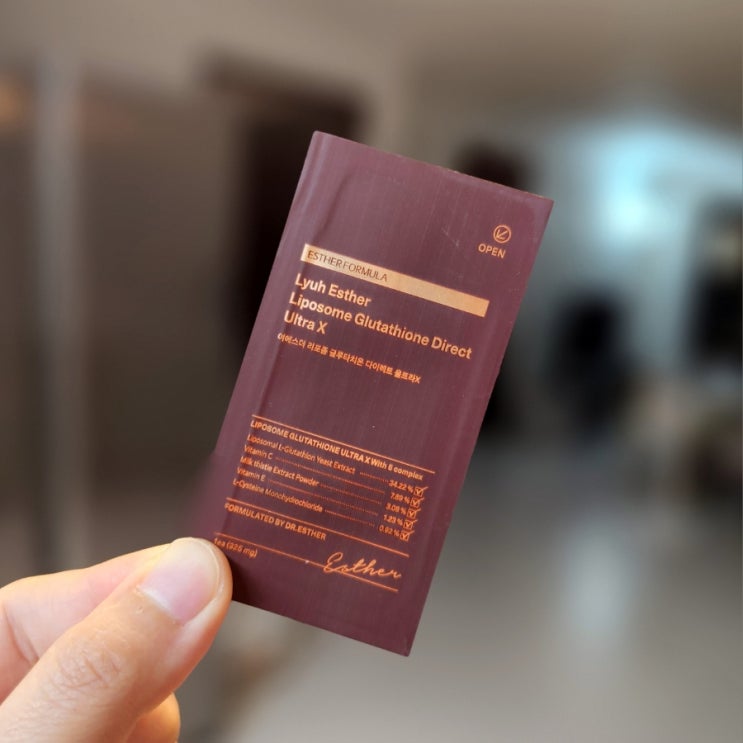 OPEN
ESTHER FORMULA
Lyuh Esther
Liposome Glutathione Direct
Ultra X
여에스더 리포좀 글루타치온 다이렉트 울트라X
LIPOSOME GLUTATHIONE ULTRA X With B complex
Liposomal L-Glutathion Yeast Extract 34.22 %
Vitamin C 7.69 %
Milk thistle Extract Powder 3.08 %
Vitamin E 1.23 %
L-Cysteine Monohydrochloride 0.92 %
FORMULATED BY DR.ESTHER
1ea (325 mg)
Esther